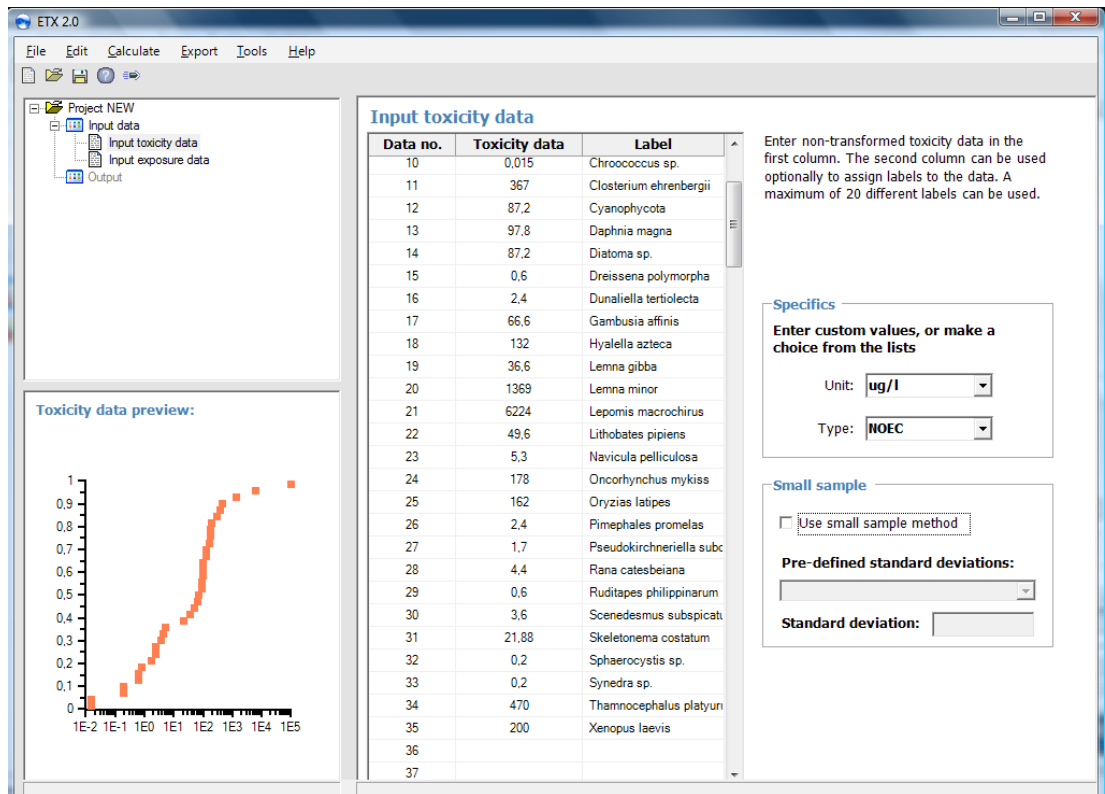 ETX 2.0
File Edit Calculate Export Tools Help
Project NEW
Input data
Input toxicity data
Input exposure data
Output
Toxicity data preview:
1
0,9
0,8
0,7
0,6
0,5
0,4
0,3
0,2
0,1
0
1E-2 1E-1 1E0 1E1 1E2 1E3 1E4 1E5
Input toxicity data
Data no. Toxicity data Label
10 0,015 Chroococcus sp.
11 367 Closterium ehrenbergii
12 87,2 Cyanophycota
13 97,8 Daphnia magna
14 87,2 Diatoma sp.
15 0,6 Dreissena polymorpha
16 2,4 Dunaliella tertiolecta
17 66,6 Gambusia affinis
18 132 Hyalella azteca
19 36,6 Lemna gibba
20 1369 Lemna minor
21 6224 Lepomis macrochirus
22 49,6 Lithobates pipiens
23 5,3 Navicula pelliculosa
24 178 Oncorhynchus mykiss
25 162 Oryzias latipes
26 2,4 Pimephales promelas
27 1,7 Pseudokirchneriella subc
28 4,4 Rana catesbeiana
29 0,6 Ruditapes philippinarum
30 3,6 Scenedesmus subspicatu
31 21,88 Skeletonema costatum
32 0,2 Sphaerocystis sp.
33 0,2 Synedra sp.
34 470 Thamnocephalus platyuru
35 200 Xenopus laevis
36
37
Enter non-transformed toxicity data in the
first column. The second column can be used
optionally to assign labels to the data. A
maximum of 20 different labels can be used.
Specifics
Enter custom values, or make a
choice from the lists
Unit: ug/l
Type: NOEC
Small sample
Use small sample method
Pre-defined standard deviations:
Standard deviation: